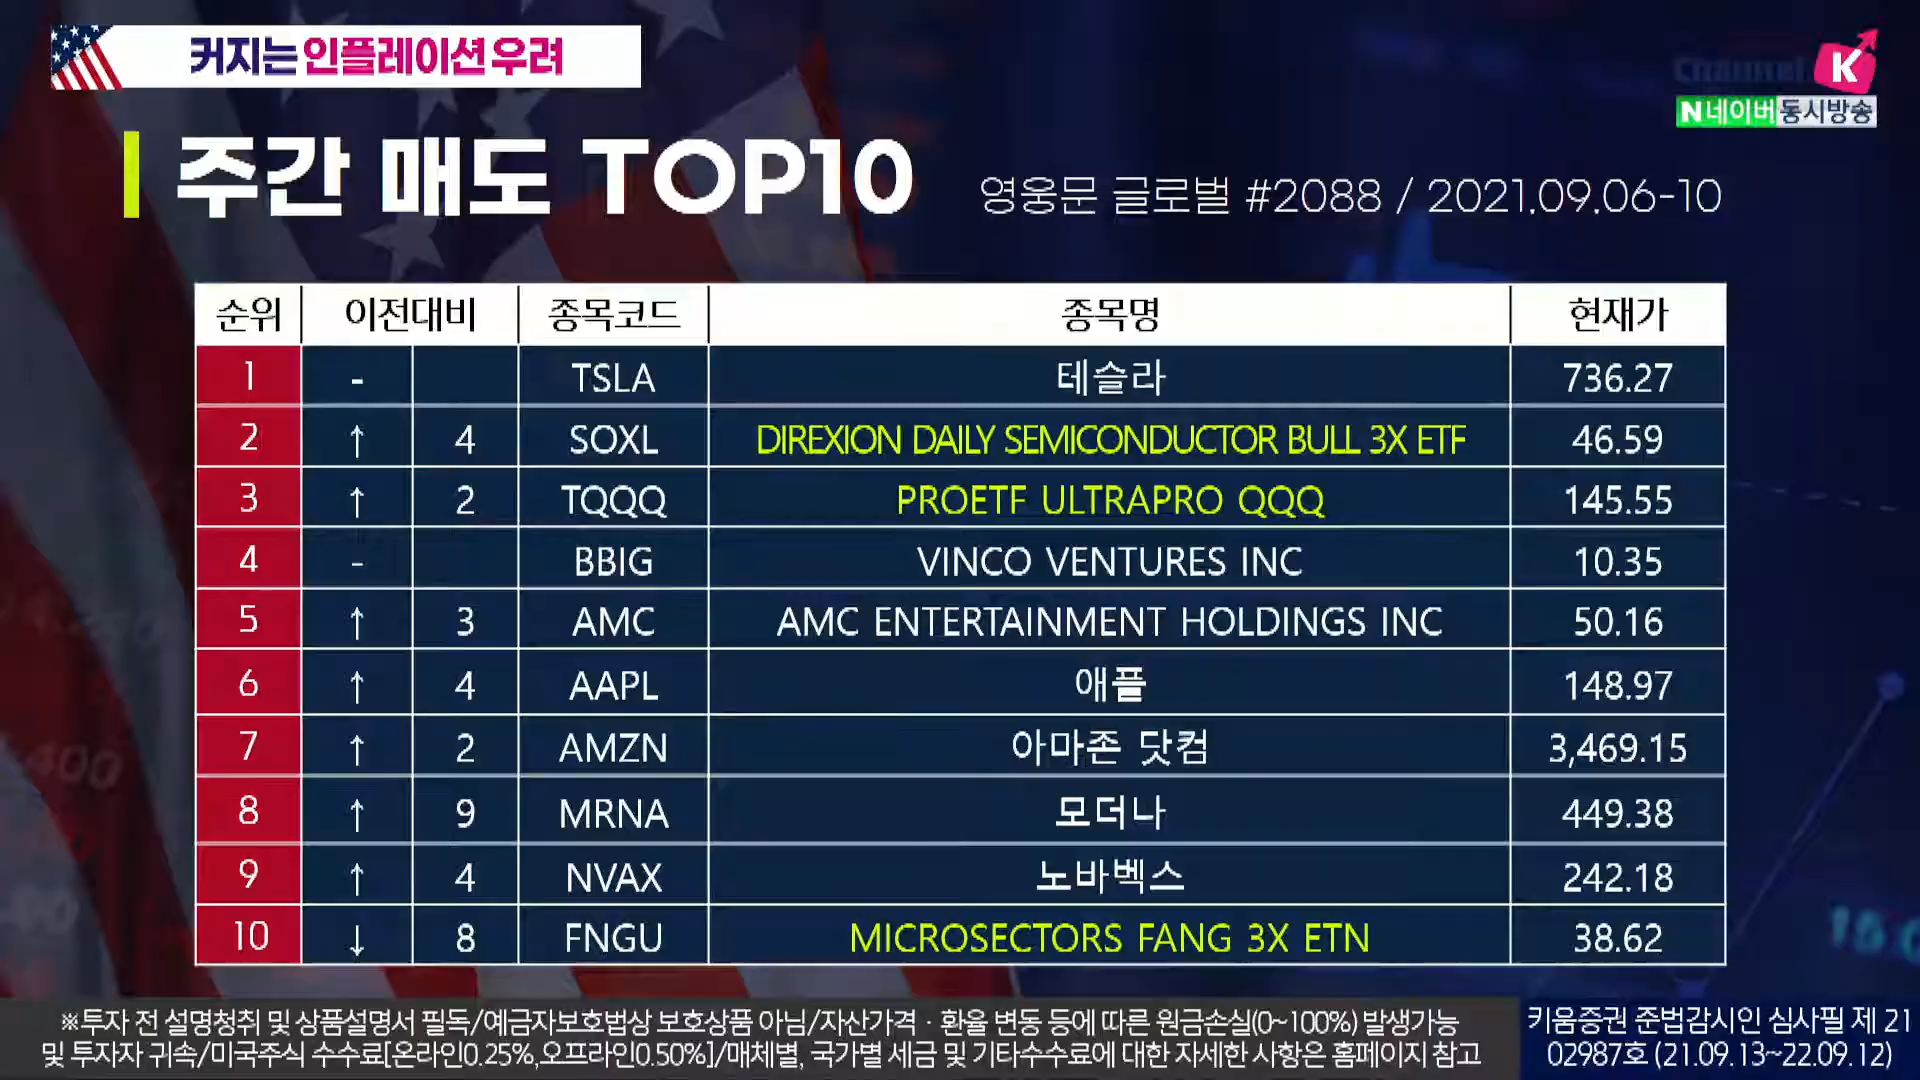 커지는 인플레이션 우려
Channel K
N 네이버 동시방송
주간 매도 TOP10
영웅문 글로벌 #2088 / 2021.09.06-10
순위 이전대비 종목코드 종목명 현재가
1 - TSLA 테슬라 736.27
2 ↑ 4 SOXL DIREXION DAILY SEMICONDUCTOR BULL 3X ETF 46.59
3 ↑ 2 TQQQ PROETF ULTRAPRO QQQ 145.55
4 - BBIG VINCO VENTURES INC 10.35
5 ↑ 3 AMC AMC ENTERTAINMENT HOLDINGS INC 50.16
6 ↑ 4 AAPL 애플 148.97
7 ↑ 2 AMZN 아마존 닷컴 3,469.15
8 ↑ 9 MRNA 모더나 449.38
9 ↑ 4 NVAX 노바벡스 242.18
10 ↓ 8 FNGU MICROSECTORS FANG 3X ETN 38.62
※투자 전 설명청취 및 상품설명서 필독/예금자보호법상 보호상품 아님/자산가격 · 환율 변동 등에 따른 원금손실(0~100%) 발생가능
및 투자자 귀속/미국주식 수수료[온라인0.25%,오프라인0.50%]/매체별, 국가별 세금 및 기타수수료에 대한 자세한 사항은 홈페이지 참고
키움증권 준법감시인 심사필 제 21
02987호 (21.09.13~22.09.12)